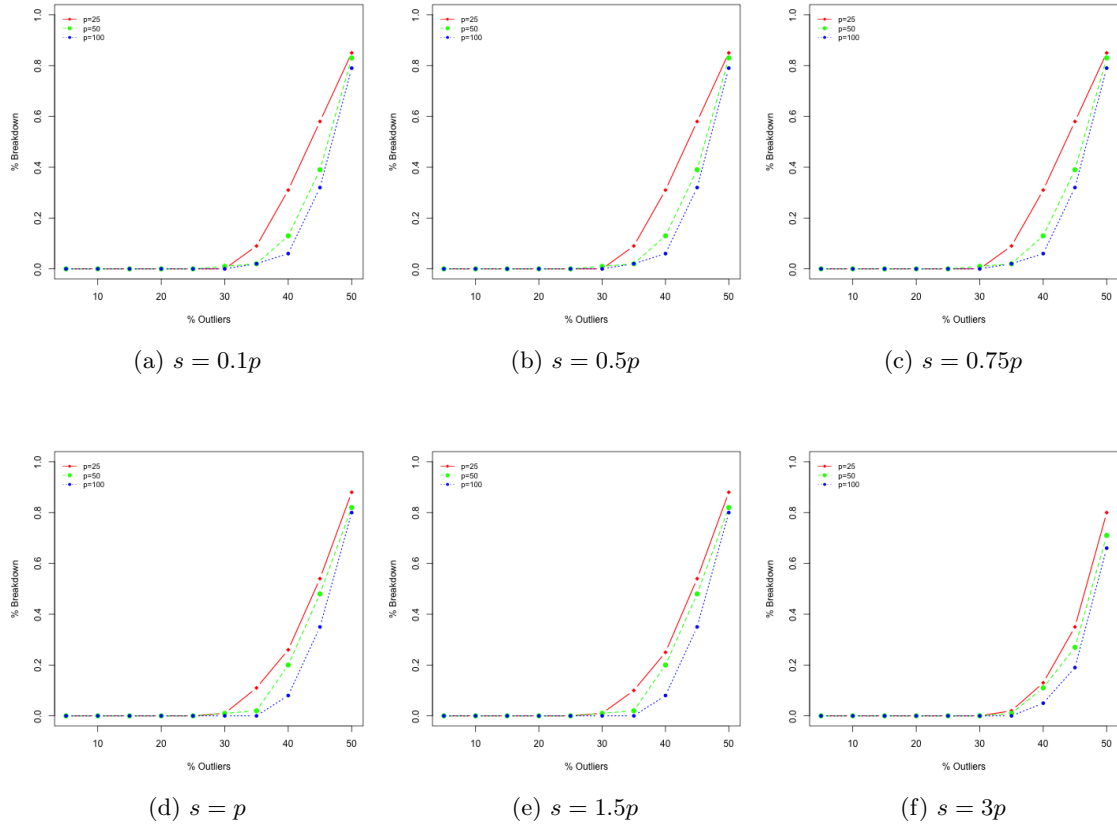 p=25
p=50
p=100
% Breakdown
0.0 0.2 0.4 0.6 0.8 1.0
10 20 30 40 50
% Outliers
(a) s = 0.1p
p=25
p=50
p=100
% Breakdown
0.0 0.2 0.4 0.6 0.8 1.0
10 20 30 40 50
% Outliers
(b) s = 0.5p
p=25
p=50
p=100
% Breakdown
0.0 0.2 0.4 0.6 0.8 1.0
10 20 30 40 50
% Outliers
(c) s = 0.75p
p=25
p=50
p=100
% Breakdown
0.0 0.2 0.4 0.6 0.8 1.0
10 20 30 40 50
% Outliers
(d) s = p
p=25
p=50
p=100
% Breakdown
0.0 0.2 0.4 0.6 0.8 1.0
10 20 30 40 50
% Outliers
(e) s = 1.5p
p=25
p=50
p=100
% Breakdown
0.0 0.2 0.4 0.6 0.8 1.0
10 20 30 40 50
% Outliers
(f) s = 3p